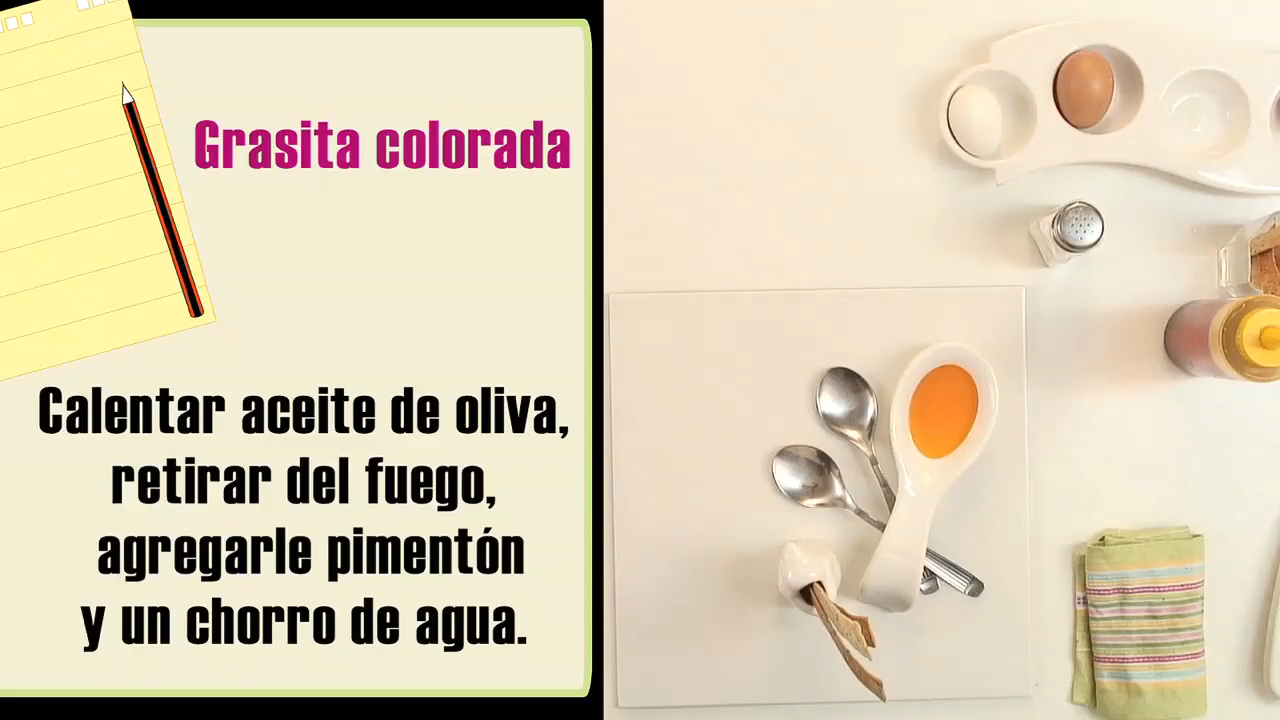 Grasita colorada
Calentar aceite de oliva,
retirar del fuego,
agregarle pimentón
y un chorro de agua.